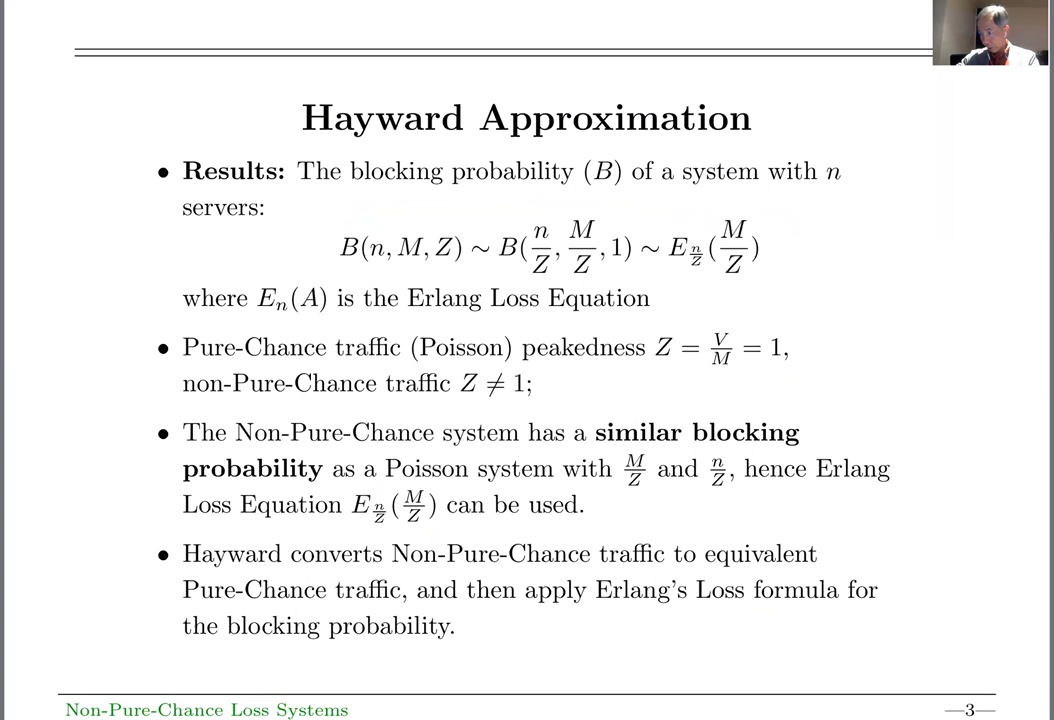 Hayward Approximation
• Results: The blocking probability (B) of a system with n
servers:
B(n, M, Z) ∼ B(n/Z, M/Z, 1) ∼ E_{n/Z}(M/Z)
where E_n(A) is the Erlang Loss Equation
• Pure-Chance traffic (Poisson) peakedness Z = V/M = 1,
non-Pure-Chance traffic Z ≠ 1;
• The Non-Pure-Chance system has a similar blocking
probability as a Poisson system with M/Z and n/Z, hence Erlang
Loss Equation E_{n/Z}(M/Z) can be used.
• Hayward converts Non-Pure-Chance traffic to equivalent
Pure-Chance traffic, and then apply Erlang's Loss formula for
the blocking probability.
Non-Pure-Chance Loss Systems —3—